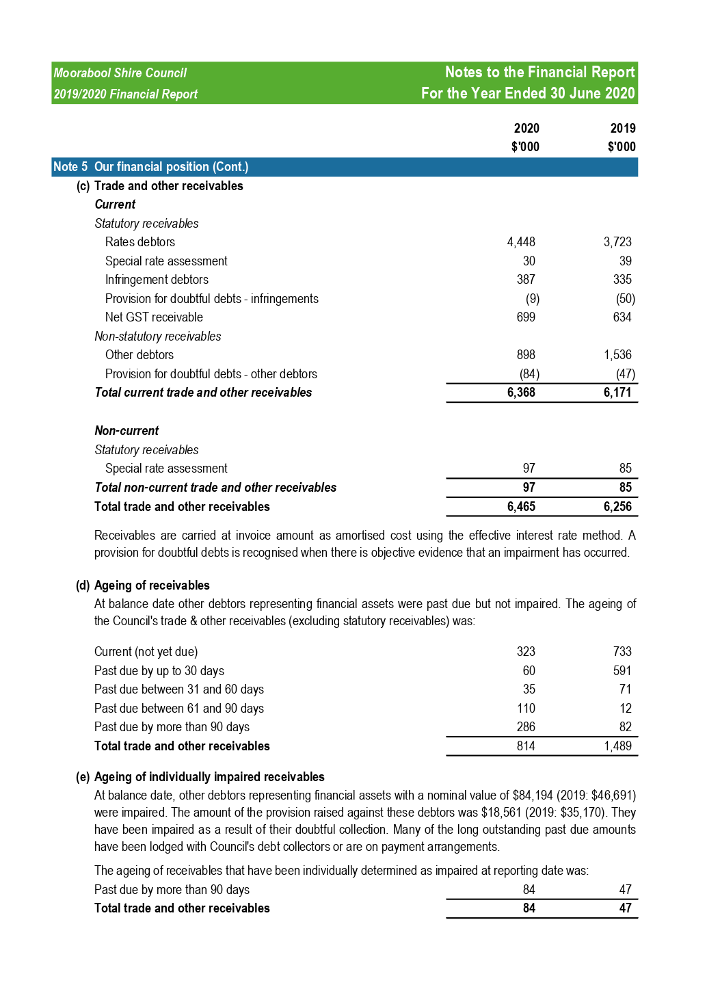 Moorabool Shire Council Notes to the Financial Report
2019/2020 Financial Report For the Year Ended 30 June 2020
2020 2019
$'000 $'000
Note 5 Our financial position (Cont.)
(c) Trade and other receivables
Current
Statutory receivables
Rates debtors 4,448 3,723
Special rate assessment 30 39
Infringement debtors 387 335
Provision for doubtful debts - infringements (9) (50)
Net GST receivable 699 634
Non-statutory receivables
Other debtors 898 1,536
Provision for doubtful debts - other debtors (84) (47)
Total current trade and other receivables 6,368 6,171
Non-current
Statutory receivables
Special rate assessment 97 85
Total non-current trade and other receivables 97 85
Total trade and other receivables 6,465 6,256
Receivables are carried at invoice amount as amortised cost using the effective interest rate method. A
provision for doubtful debts is recognised when there is objective evidence that an impairment has occurred.
(d) Ageing of receivables
At balance date other debtors representing financial assets were past due but not impaired. The ageing of
the Council's trade & other receivables (excluding statutory receivables) was:
Current (not yet due) 323 733
Past due by up to 30 days 60 591
Past due between 31 and 60 days 35 71
Past due between 61 and 90 days 110 12
Past due by more than 90 days 286 82
Total trade and other receivables 814 1,489
(e) Ageing of individually impaired receivables
At balance date, other debtors representing financial assets with a nominal value of $84,194 (2019: $46,691)
were impaired. The amount of the provision raised against these debtors was $18,561 (2019: $35,170). They
have been impaired as a result of their doubtful collection. Many of the long outstanding past due amounts
have been lodged with Council's debt collectors or are on payment arrangements.
The ageing of receivables that have been individually determined as impaired at reporting date was:
Past due by more than 90 days 84 47
Total trade and other receivables 84 47